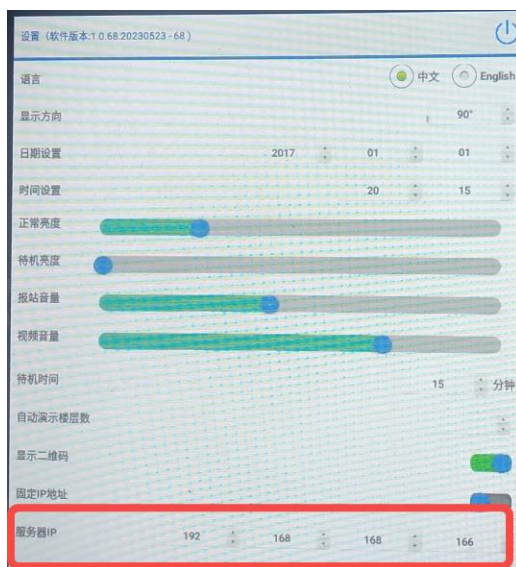 设置（软件版本:1.0.68.20230523-68）
语言 中文 English
显示方向 90°
日期设置 2017 01 01
时间设置 20 15
正常亮度
待机亮度
报站音量
视频音量
待机时间 15 分钟
自动演示楼层数
显示二维码
固定IP地址
服务器IP 192 168 168 166